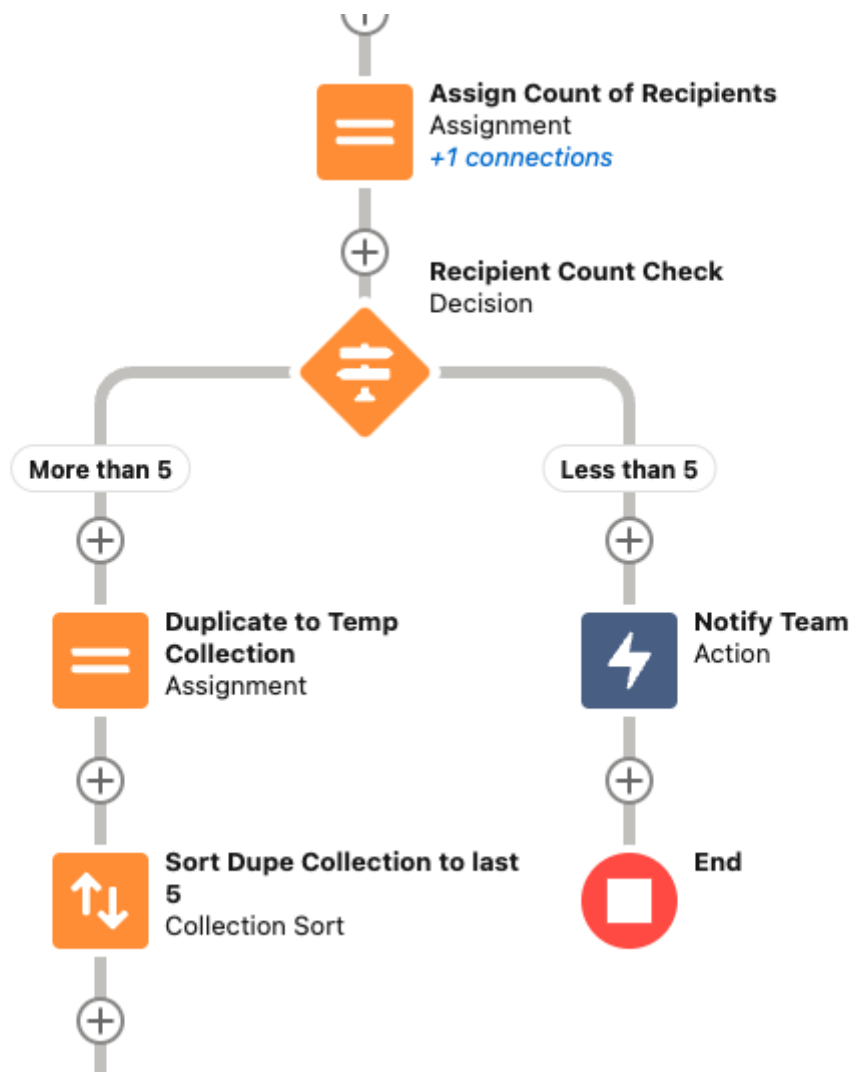 Assign Count of Recipients
Assignment
+1 connections
Recipient Count Check
Decision
More than 5
Less than 5
Duplicate to Temp
Collection
Assignment
Notify Team
Action
Sort Dupe Collection to last
5
Collection Sort
End